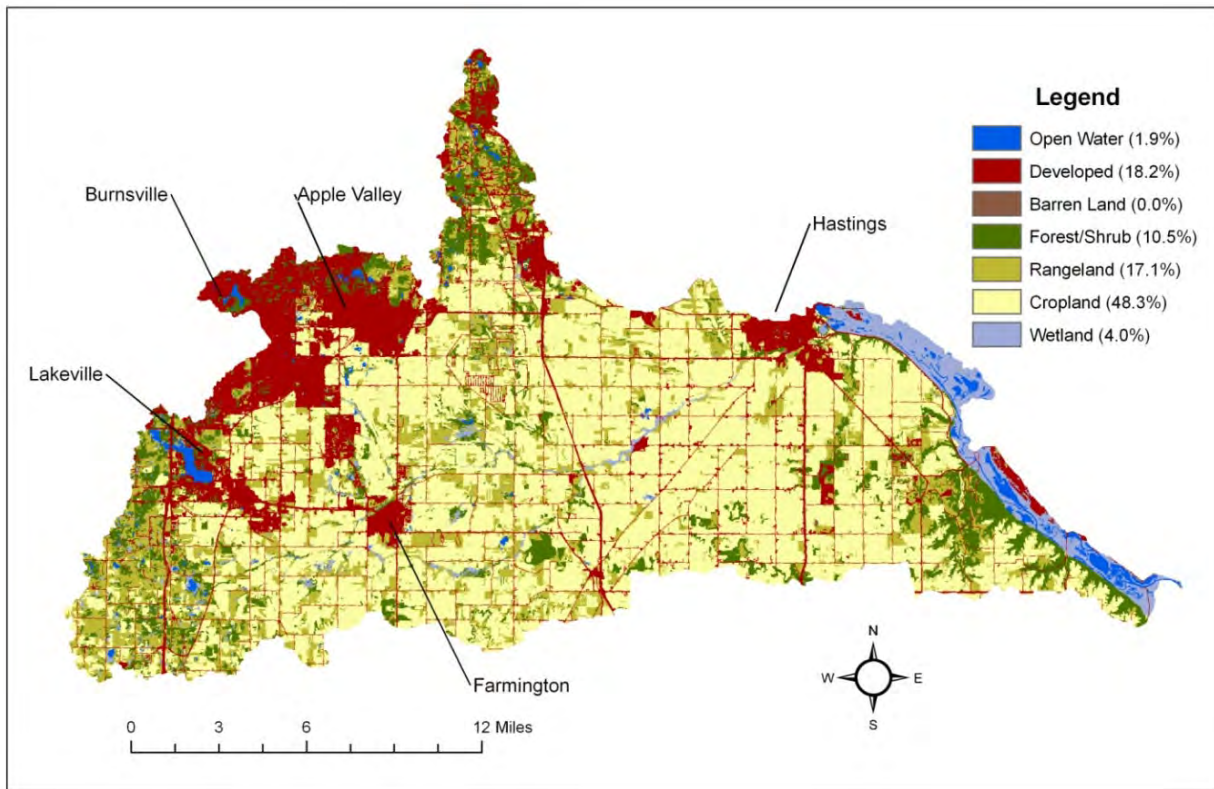 Legend
Open Water (1.9%)
Developed (18.2%)
Barren Land (0.0%)
Forest/Shrub (10.5%)
Rangeland (17.1%)
Cropland (48.3%)
Wetland (4.0%)
Burnsville
Apple Valley
Hastings
Lakeville
Farmington
N
W E
S
0 3 6 12 Miles